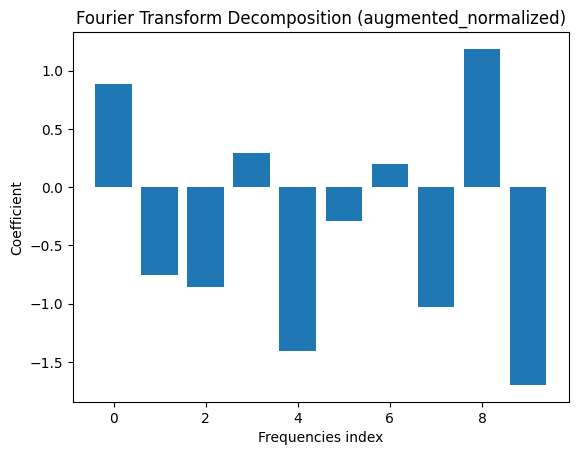 Fourier Transform Decomposition (augmented_normalized)
Coefficient
1.0
0.5
0.0
−0.5
−1.0
−1.5
0 2 4 6 8
Frequencies index